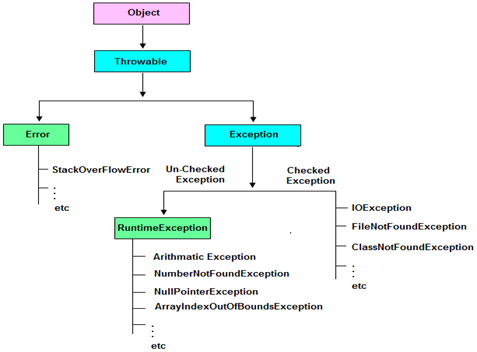 Object
Throwable
Error
Exception
StackOverFlowError
.
.
.
etc
Un-Checked
Exception
Checked
Exception
RuntimeException
Arithmatic Exception
NumberNotFoundException
NullPointerException
ArrayIndexOutOfBoundsException
.
.
.
etc
IOException
FileNotFoundException
ClassNotFoundException
.
.
.
etc